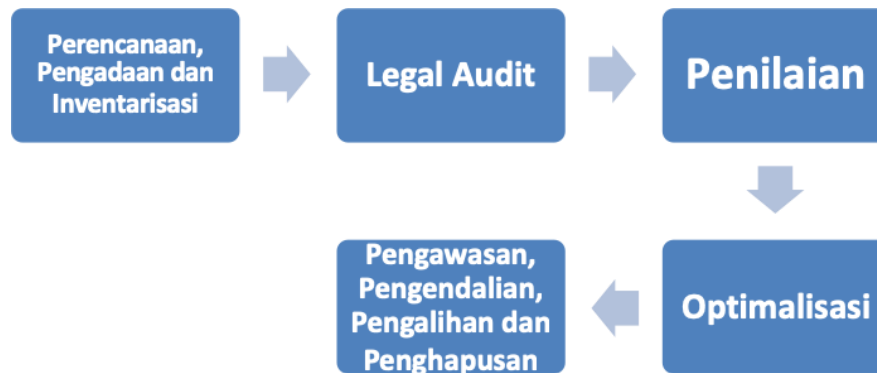 Perencanaan,
Pengadaan dan
Inventarisasi
Legal Audit
Penilaian
Optimalisasi
Pengawasan,
Pengendalian,
Pengalihan dan
Penghapusan